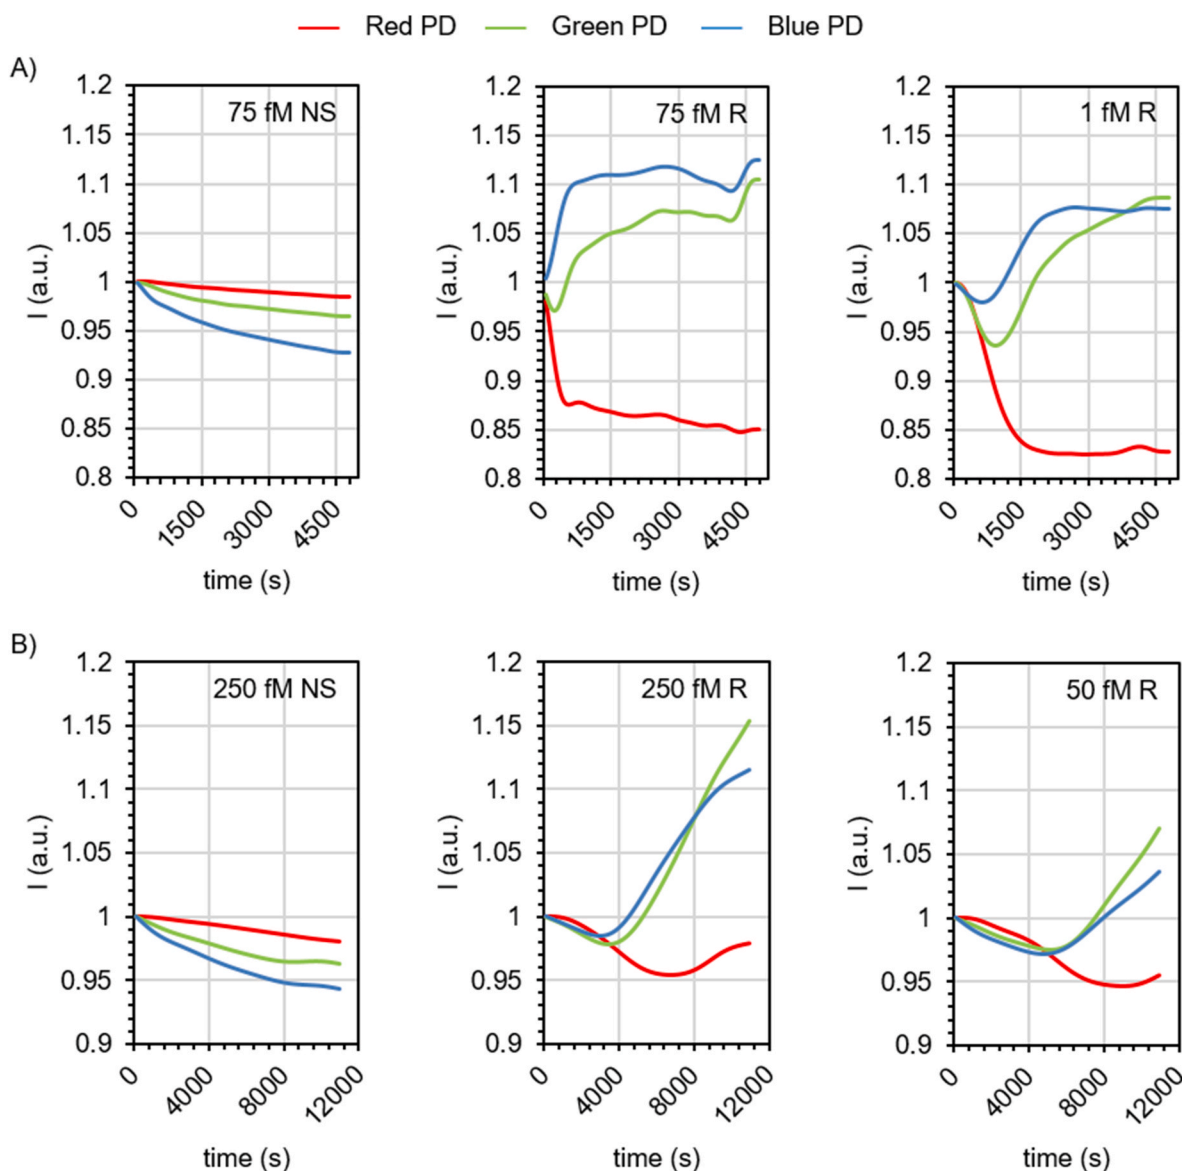 Red PD Green PD Blue PD
A)
75 fM NS
1.2
1.15
1.1
1.05
1
0.95
0.9
0.85
0.8
I (a.u.)
0 1500 3000 4500
time (s)
75 fM R
1.2
1.15
1.1
1.05
1
0.95
0.9
0.85
0.8
I (a.u.)
0 1500 3000 4500
time (s)
1 fM R
1.2
1.15
1.1
1.05
1
0.95
0.9
0.85
0.8
I (a.u.)
0 1500 3000 4500
time (s)
B)
250 fM NS
1.2
1.15
1.1
1.05
1
0.95
0.9
I (a.u.)
0 4000 8000 12000
time (s)
250 fM R
1.2
1.15
1.1
1.05
1
0.95
0.9
I (a.u.)
0 4000 8000 12000
time (s)
50 fM R
1.2
1.15
1.1
1.05
1
0.95
0.9
I (a.u.)
0 4000 8000 12000
time (s)